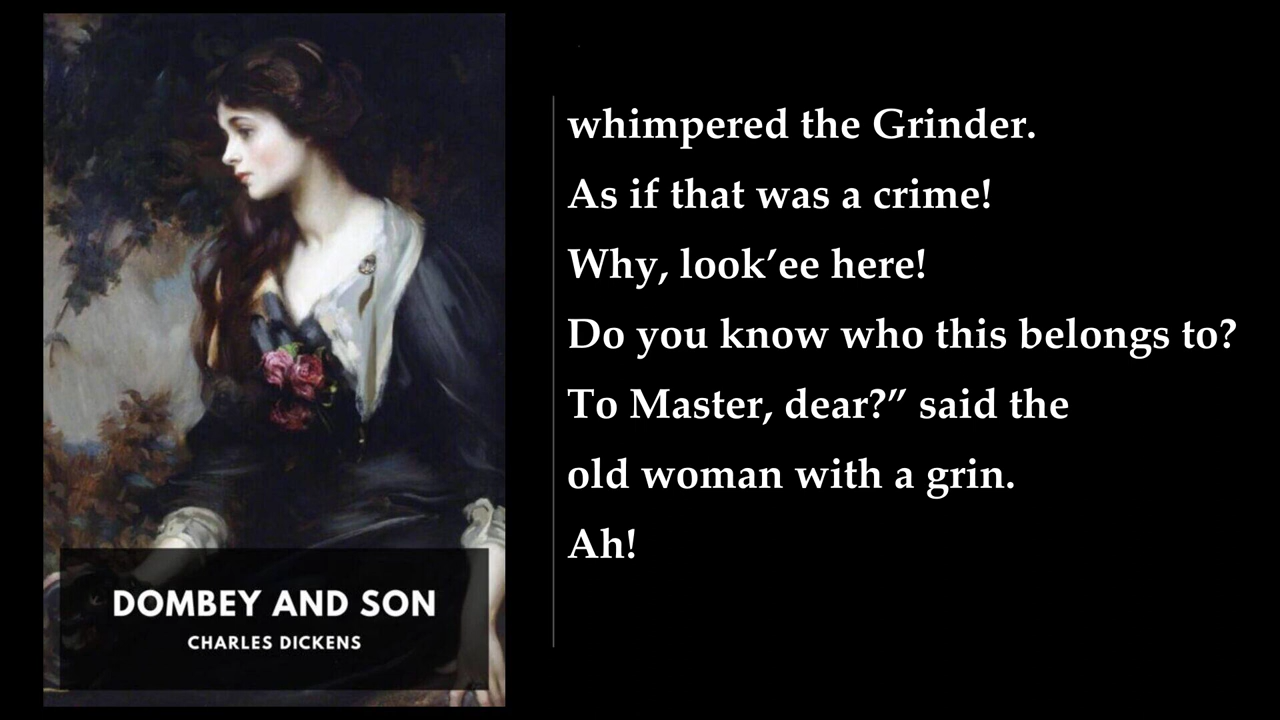 DOMBEY AND SON
CHARLES DICKENS
whimpered the Grinder.
As if that was a crime!
Why, look’ee here!
Do you know who this belongs to?
To Master, dear?” said the
old woman with a grin.
Ah!